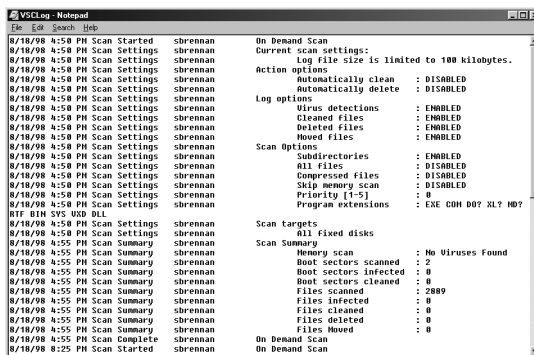 VSCLog - Notepad
File Edit Search Help
8/18/98 4:50 PM Scan Started sbrennan On Demand Scan
8/18/98 4:50 PM Scan Settings sbrennan Current scan settings:
8/18/98 4:50 PM Scan Settings sbrennan Log file size is limited to 100 kilobytes.
8/18/98 4:50 PM Scan Settings sbrennan Action options
8/18/98 4:50 PM Scan Settings sbrennan Automatically clean : DISABLED
8/18/98 4:50 PM Scan Settings sbrennan Automatically delete : DISABLED
8/18/98 4:50 PM Scan Settings sbrennan Log options
8/18/98 4:50 PM Scan Settings sbrennan Virus detections : ENABLED
8/18/98 4:50 PM Scan Settings sbrennan Cleaned files : ENABLED
8/18/98 4:50 PM Scan Settings sbrennan Deleted files : ENABLED
8/18/98 4:50 PM Scan Settings sbrennan Moved files : ENABLED
8/18/98 4:50 PM Scan Settings sbrennan Scan Options
8/18/98 4:50 PM Scan Settings sbrennan Subdirectories : ENABLED
8/18/98 4:50 PM Scan Settings sbrennan All files : DISABLED
8/18/98 4:50 PM Scan Settings sbrennan Compressed files : DISABLED
8/18/98 4:50 PM Scan Settings sbrennan Skip memory scan : DISABLED
8/18/98 4:50 PM Scan Settings sbrennan Priority [1-5] : 0
8/18/98 4:50 PM Scan Settings sbrennan Program extensions : EXE COM DO? XL? MD?
RTF BIN SYS VXD DLL
8/18/98 4:50 PM Scan Settings sbrennan Scan targets
8/18/98 4:50 PM Scan Settings sbrennan All fixed disks
8/18/98 4:55 PM Scan Summary sbrennan Scan Summary
8/18/98 4:55 PM Scan Summary sbrennan Memory scan : No Viruses Found
8/18/98 4:55 PM Scan Summary sbrennan Boot sectors scanned : 2
8/18/98 4:55 PM Scan Summary sbrennan Boot sectors infected : 0
8/18/98 4:55 PM Scan Summary sbrennan Boot sectors cleaned : 0
8/18/98 4:55 PM Scan Summary sbrennan Files scanned : 2889
8/18/98 4:55 PM Scan Summary sbrennan Files infected : 0
8/18/98 4:55 PM Scan Summary sbrennan Files cleaned : 0
8/18/98 4:55 PM Scan Summary sbrennan Files deleted : 0
8/18/98 4:55 PM Scan Summary sbrennan Files Moved : 0
8/18/98 4:55 PM Scan Complete sbrennan On Demand Scan
8/18/98 8:25 PM Scan Started sbrennan On Demand Scan